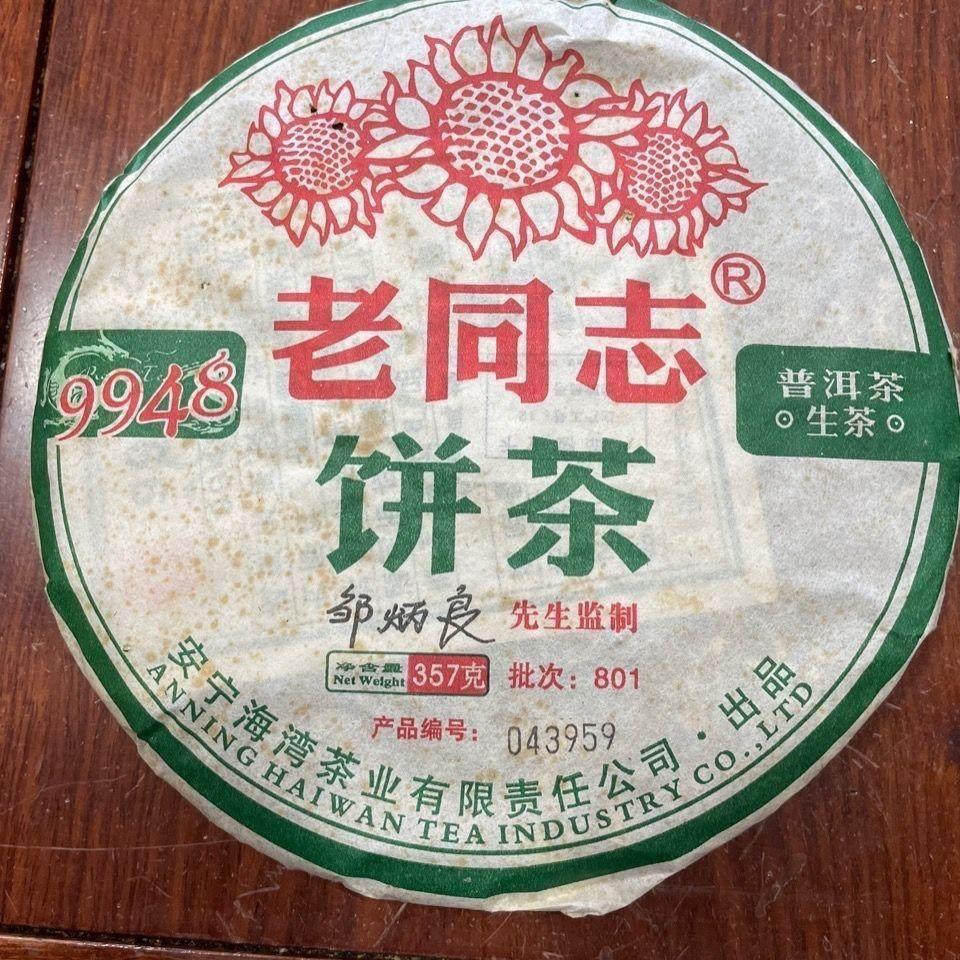 老同志®
9948
普洱茶
生茶
饼茶
邹炳良 先生监制
净含量 357克
Net Weight
批次：801
产品编号：043959
安宁海湾茶业有限责任公司·出品
ANNING HAIWAN TEA INDUSTRY CO.,LTD